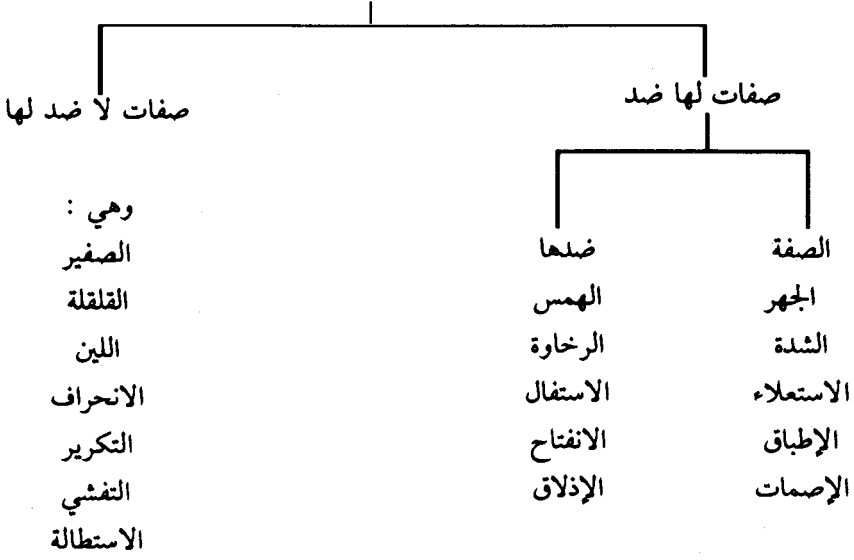 صفات لها ضد
صفات لا ضد لها
الصفة
ضدها
الجهر
الهمس
الشدة
الرخاوة
الاستعلاء
الاستفال
الإطباق
الانفتاح
الإصمات
الإذلاق
وهي :
الصفير
القلقلة
اللين
الانحراف
التكرير
التفشي
الاستطالة